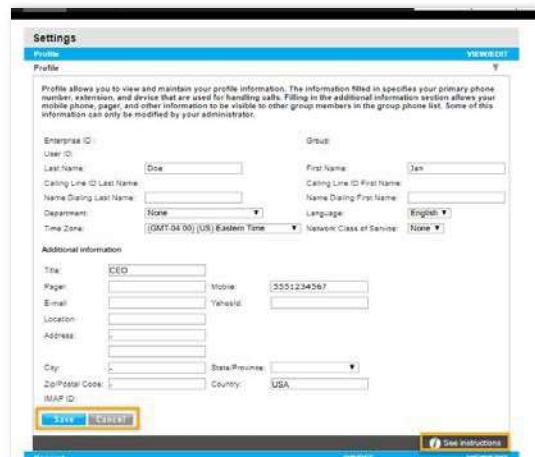 Settings
Profile VIEW/EDIT
Profile
Profile allows you to view and maintain your profile information. The information filled in specifies your primary phone
number, extension, and device that are used for handling calls. Filling in the additional information section allows your
mobile phone, pager, and other information to be visible to other group members in the group phone list. Some of this
information can only be modified by your administrator.
Enterprise ID: Group:
User ID:
Last Name: Doe First Name: Jan
Calling Line ID Last Name: Calling Line ID First Name:
Name Dialing Last Name: Name Dialing First Name:
Department: None Language: English
Time Zone: (GMT-04:00) (US) Eastern Time Network Class of Service: None
Additional information
Title: CEO
Pager: Mobile: 5551234567
E-mail: YahooId:
Location:
Address:
City: State/Province:
Zip/Postal Code: Country: USA
IMAP ID:
Save Cancel
See instructions